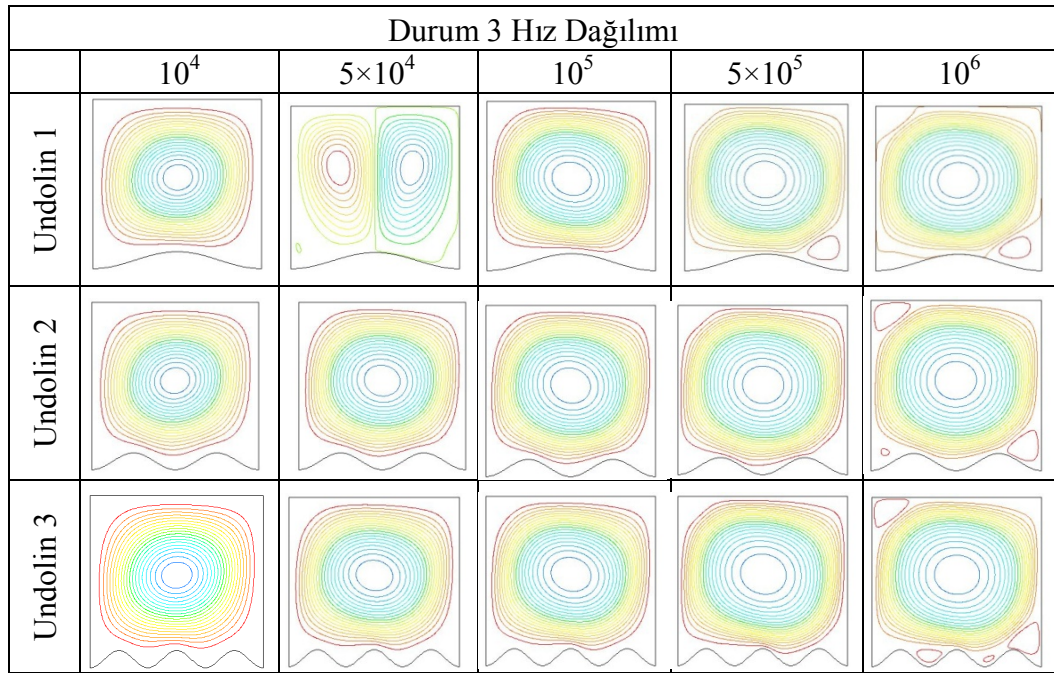 Durum 3 Hız Dağılımı
10⁴ 5×10⁴ 10⁵ 5×10⁵ 10⁶
Undolin 1
Undolin 2
Undolin 3